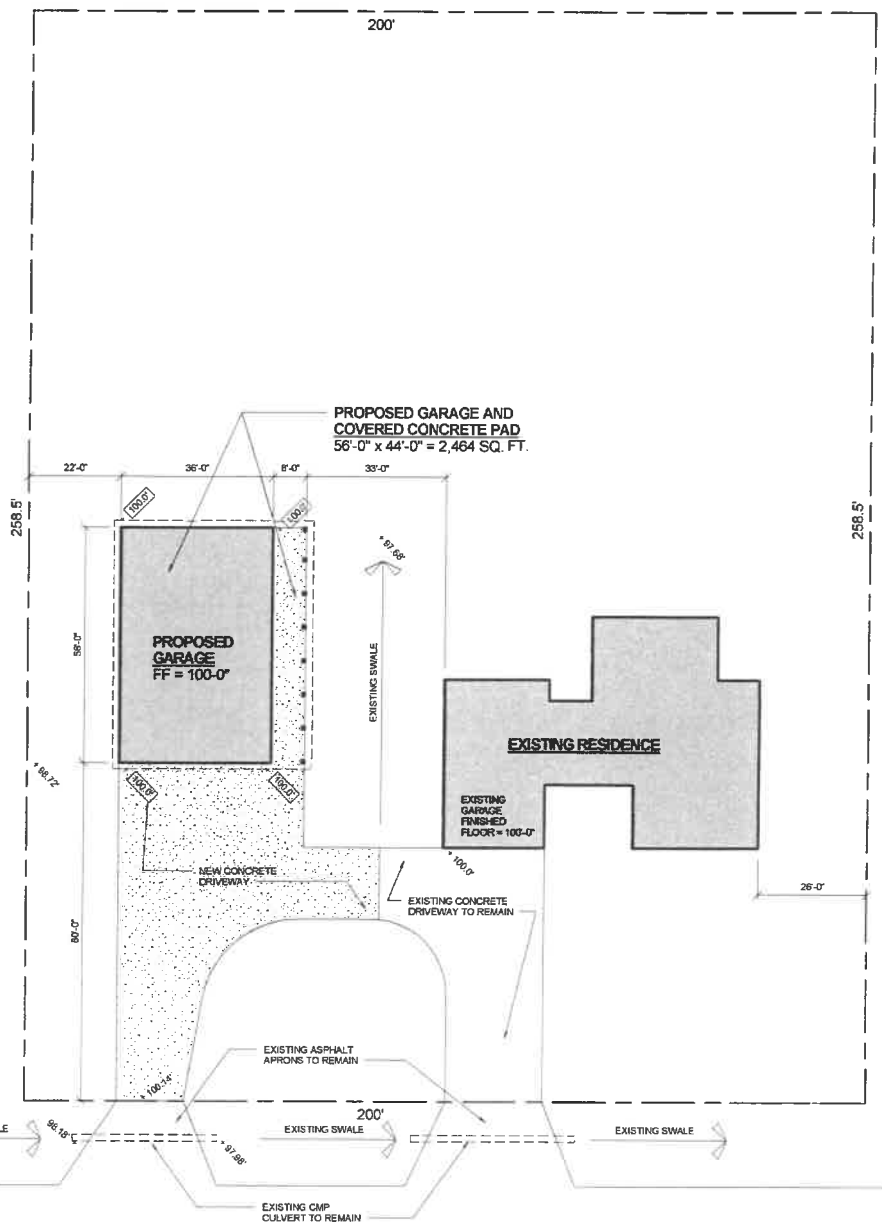 200'
PROPOSED GARAGE AND
COVERED CONCRETE PAD
56'-0" x 44'-0" = 2,464 SQ. FT.
22'-0"
36'-0"
8'-0"
33'-0"
100.0'
100.0'
258.5'
258.5'
+ 97.68'
56'-0"
PROPOSED
GARAGE
FF = 100-0"
EXISTING SWALE
EXISTING RESIDENCE
+ 98.72'
100.0'
100.0'
EXISTING
GARAGE
FINISHED
FLOOR = 100-0"
+ 100.0'
NEW CONCRETE
DRIVEWAY
EXISTING CONCRETE
DRIVEWAY TO REMAIN
26'-0"
80'-0"
EXISTING ASPHALT
APRONS TO REMAIN
+ 100.14'
200'
LE
98.18'
+ 97.98'
EXISTING SWALE
EXISTING SWALE
EXISTING CMP
CULVERT TO REMAIN